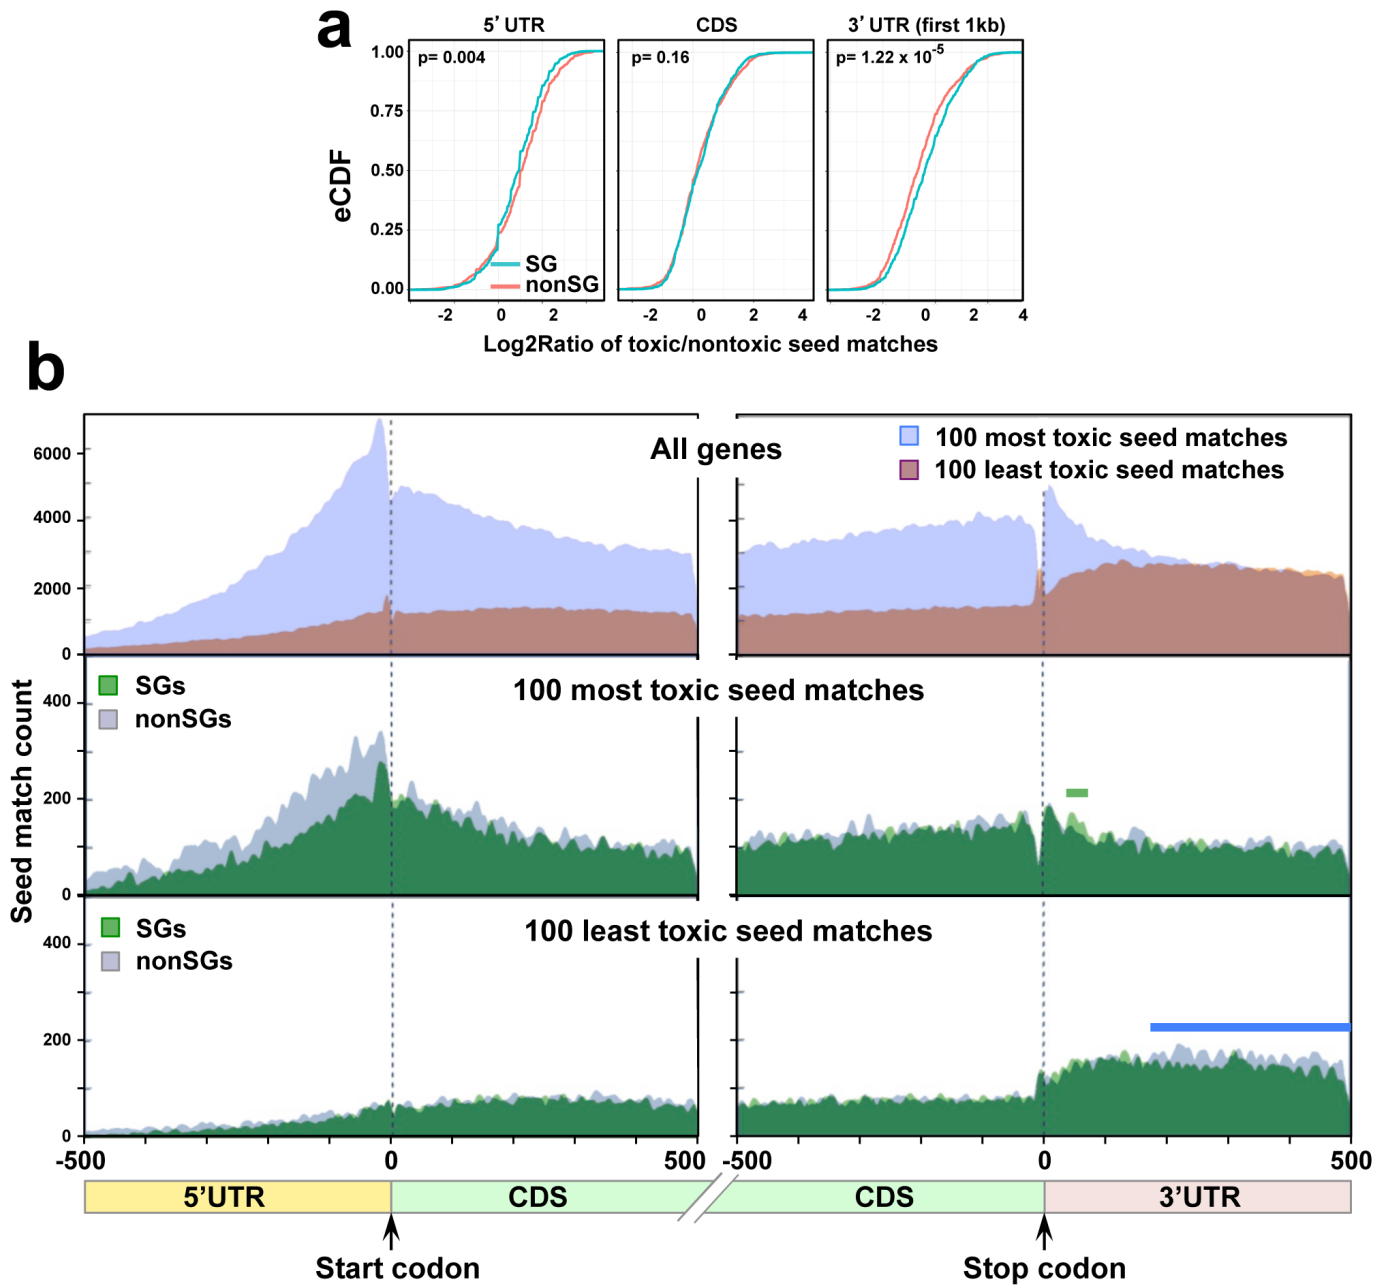 a
5' UTR
CDS
3' UTR (first 1kb)
p= 0.004
p= 0.16
p= 1.22 x 10-5
1.00
0.75
0.50
0.25
0.00
eCDF
SG
nonSG
-2 0 2
-2 0 2 4
-2 0 2 4
Log2Ratio of toxic/nontoxic seed matches
b
All genes
100 most toxic seed matches
100 least toxic seed matches
6000
4000
2000
0
Seed match count
SGs
nonSGs
100 most toxic seed matches
400
200
0
SGs
nonSGs
100 least toxic seed matches
400
200
0
-500 0 500
-500 0 500
5'UTR
CDS
CDS
3'UTR
Start codon
Stop codon